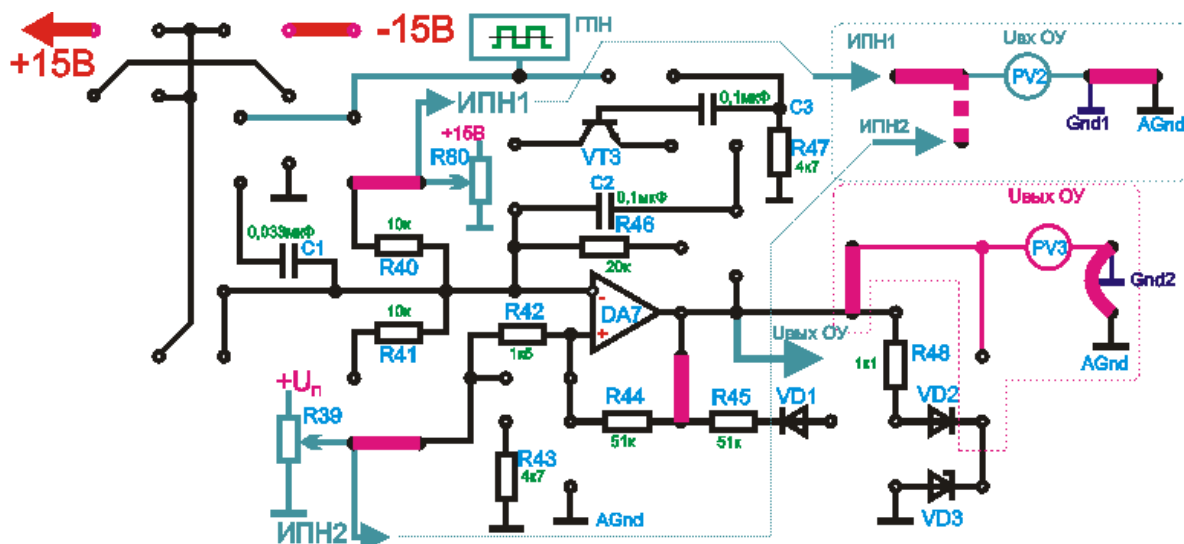 +15В
-15В
ГПН
ИПН1
+15В
R80
0,1мкФ
C3
VT3
R47
4к7
C2
0,1мкФ
R46
20к
0,033мкФ
C1
10к
R40
10к
R41
R42
1к5
DA7
-
+
Uвых ОУ
R48
1к1
VD2
VD3
+Uп
R39
ИПН2
R43
4к7
R44
51к
R45
51к
VD1
AGnd
ИПН1
Uвх ОУ
PV2
Gnd1
AGnd
ИПН2
Uвых ОУ
PV3
Gnd2
AGnd